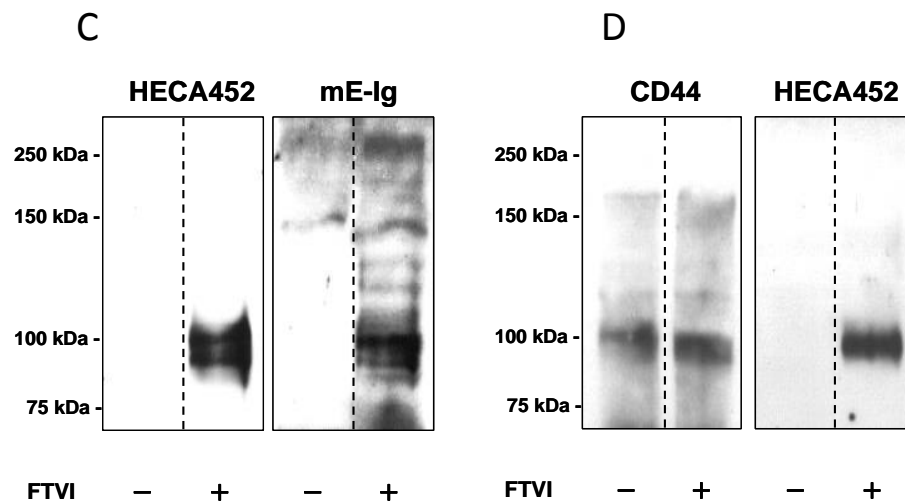 C
HECA452 mE-Ig
250 kDa -
150 kDa -
100 kDa -
75 kDa -
FTVI − + − +
D
CD44 HECA452
250 kDa -
150 kDa -
100 kDa -
75 kDa -
FTVI − + − +